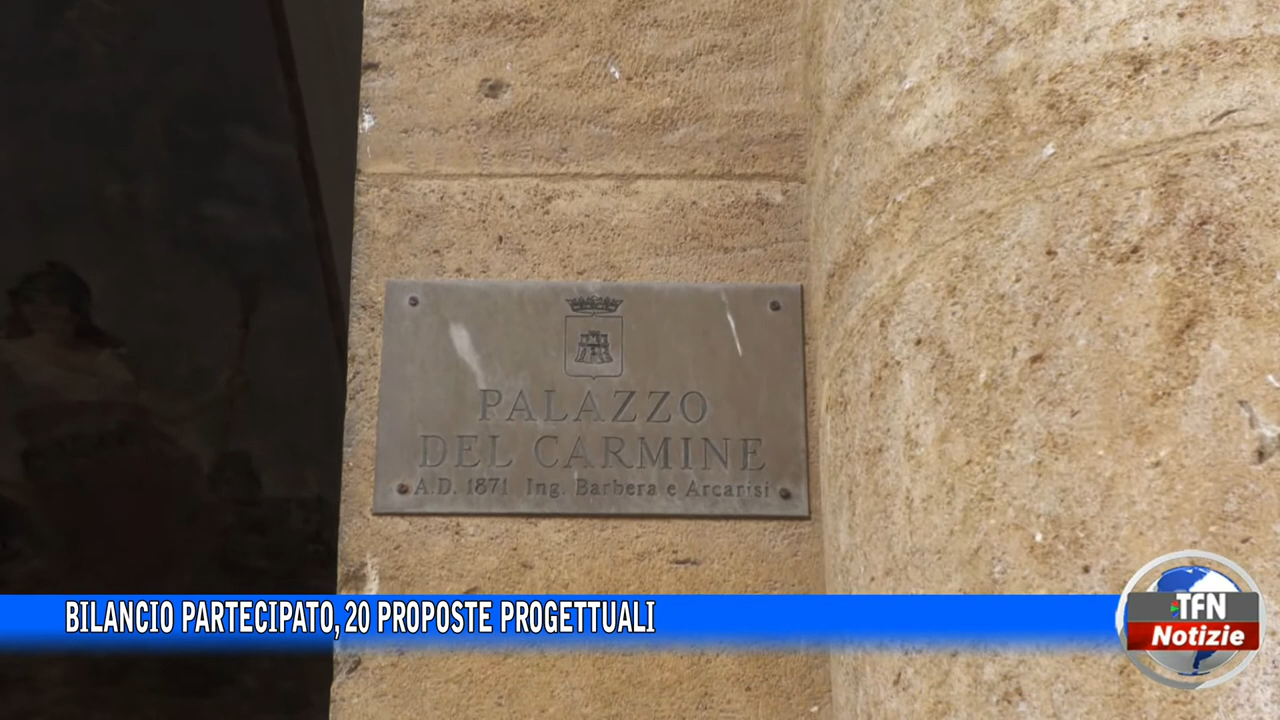 PALAZZO
DEL CARMINE
A.D. 1871 Ing. Barbera e Arcarisi
BILANCIO PARTECIPATO, 20 PROPOSTE PROGETTUALI
TFN
Notizie